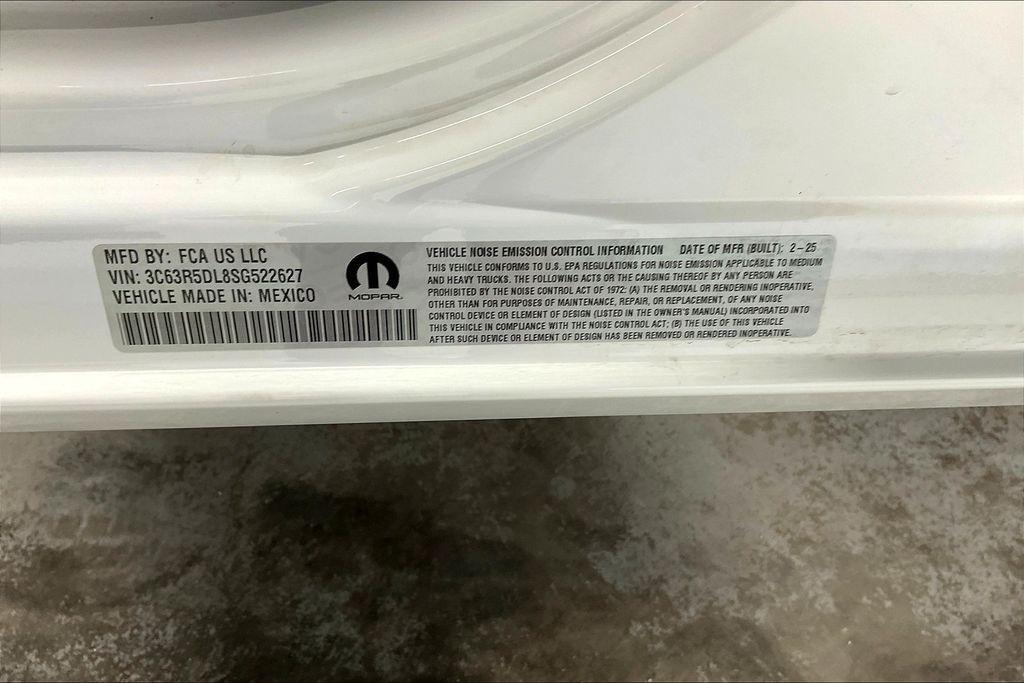 MFD BY: FCA US LLC
VIN: 3C63R5DL8SG522627
VEHICLE MADE IN: MEXICO
MOPAR
VEHICLE NOISE EMISSION CONTROL INFORMATION DATE OF MFR (BUILT): 2-25
THIS VEHICLE CONFORMS TO U.S. EPA REGULATIONS FOR NOISE EMISSION APPLICABLE TO MEDIUM
AND HEAVY TRUCKS. THE FOLLOWING ACTS OR THE CAUSING THEREOF BY ANY PERSON ARE
PROHIBITED BY THE NOISE CONTROL ACT OF 1972: (A) THE REMOVAL OR RENDERING INOPERATIVE,
OTHER THAN FOR PURPOSES OF MAINTENANCE, REPAIR, OR REPLACEMENT, OF ANY NOISE
CONTROL DEVICE OR ELEMENT OF DESIGN (LISTED IN THE OWNER'S MANUAL) INCORPORATED INTO
THIS VEHICLE IN COMPLIANCE WITH THE NOISE CONTROL ACT; (B) THE USE OF THIS VEHICLE
AFTER SUCH DEVICE OR ELEMENT OF DESIGN HAS BEEN REMOVED OR RENDERED INOPERATIVE.